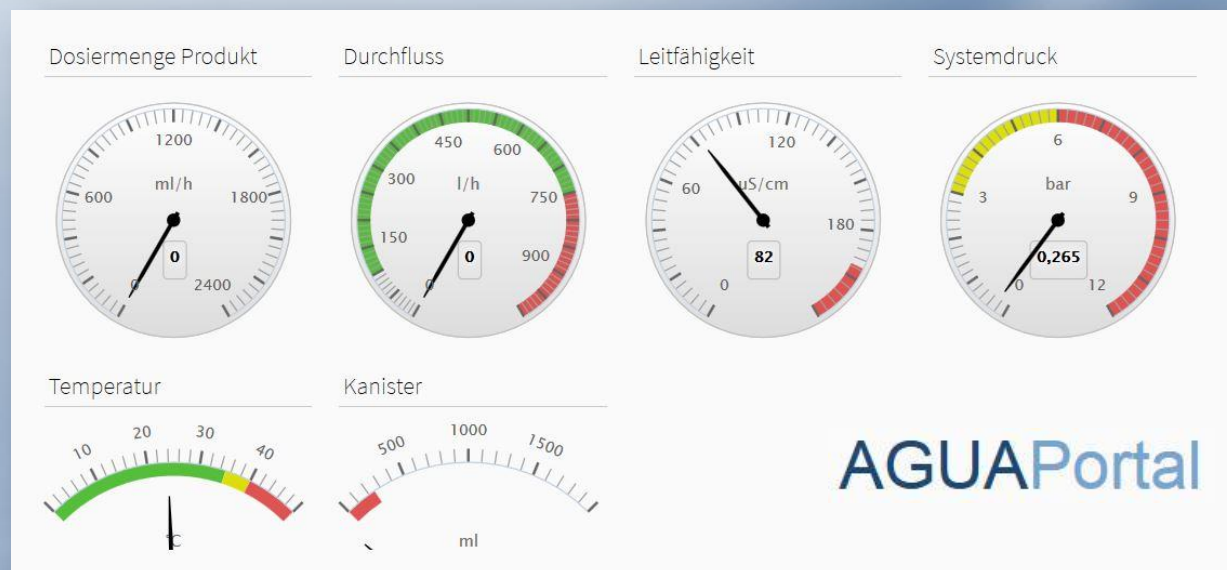 Dosiermenge Produkt
Durchfluss
Leitfähigkeit
Systemdruck
1200
ml/h
600
1800
0
0
2400
450
600
300
l/h
750
150
0
900
0
120
60
uS/cm
180
82
0
6
bar
3
9
0,265
0
12
Temperatur
Kanister
10
20
30
40
°C
500
1000
1500
ml
AGUAPortal